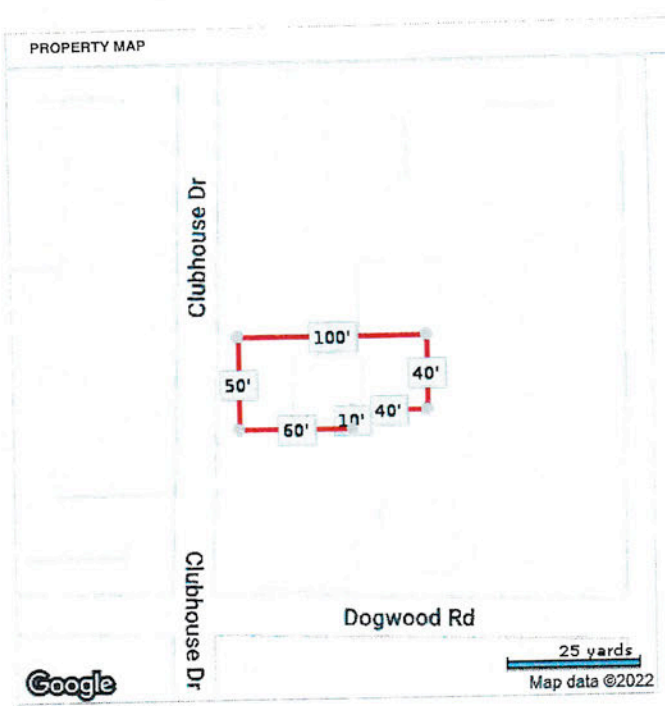 PROPERTY MAP
Clubhouse Dr
100'
50'
40'
60'
10'
40'
Clubhouse Dr
Dogwood Rd
25 yards
Google
Map data ©2022